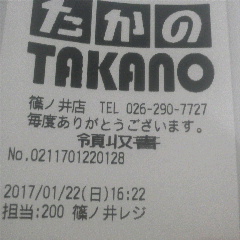 たかの
TAKANO
篠ノ井店 TEL 026-290-7727
毎度ありがとうございます。
領収書
No.0211701220128
2017/01/22(日)16:22
担当:200 篠ノ井レジ